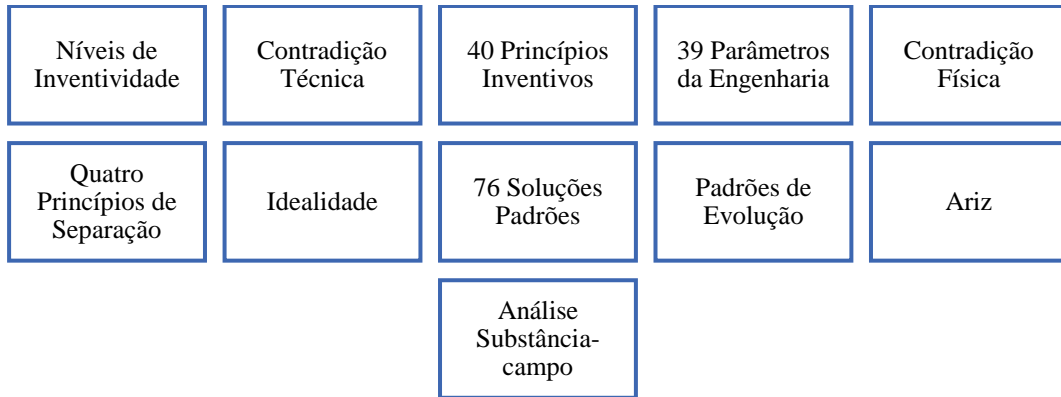 Níveis de
Inventividade
Contradição
Técnica
40 Princípios
Inventivos
39 Parâmetros
da Engenharia
Contradição
Física
Quatro
Princípios de
Separação
Idealidade
76 Soluções
Padrões
Padrões de
Evolução
Ariz
Análise
Substância-
campo